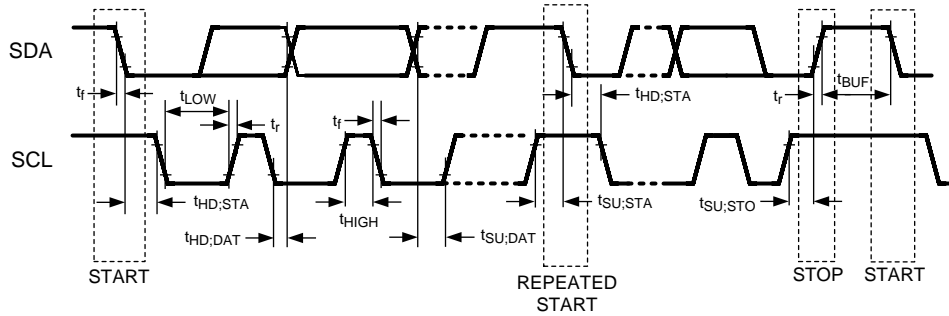 SDA
t_f
t_LOW
t_r
t_f
t_HD;STA
t_r
t_BUF
SCL
t_HD;STA
t_HD;DAT
t_HIGH
t_SU;DAT
t_SU;STA
t_SU;STO
START
REPEATED
START
STOP
START